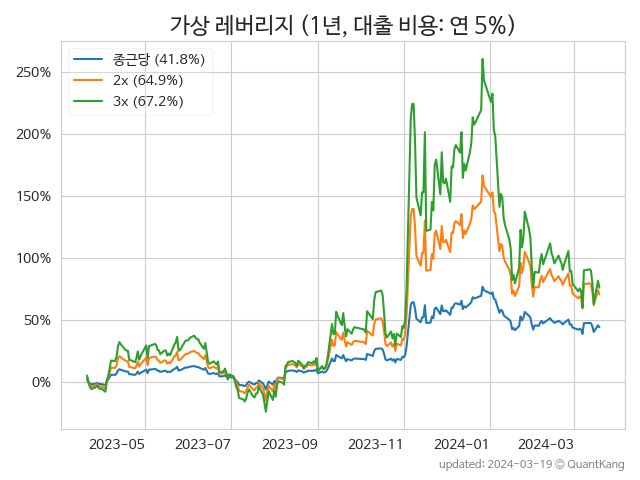 가상 레버리지 (1년, 대출 비용: 연 5%)
종근당 (41.8%)
2x (64.9%)
3x (67.2%)
250%
200%
150%
100%
50%
0%
2023-05 2023-07 2023-09 2023-11 2024-01 2024-03
updated: 2024-03-19 © QuantKang